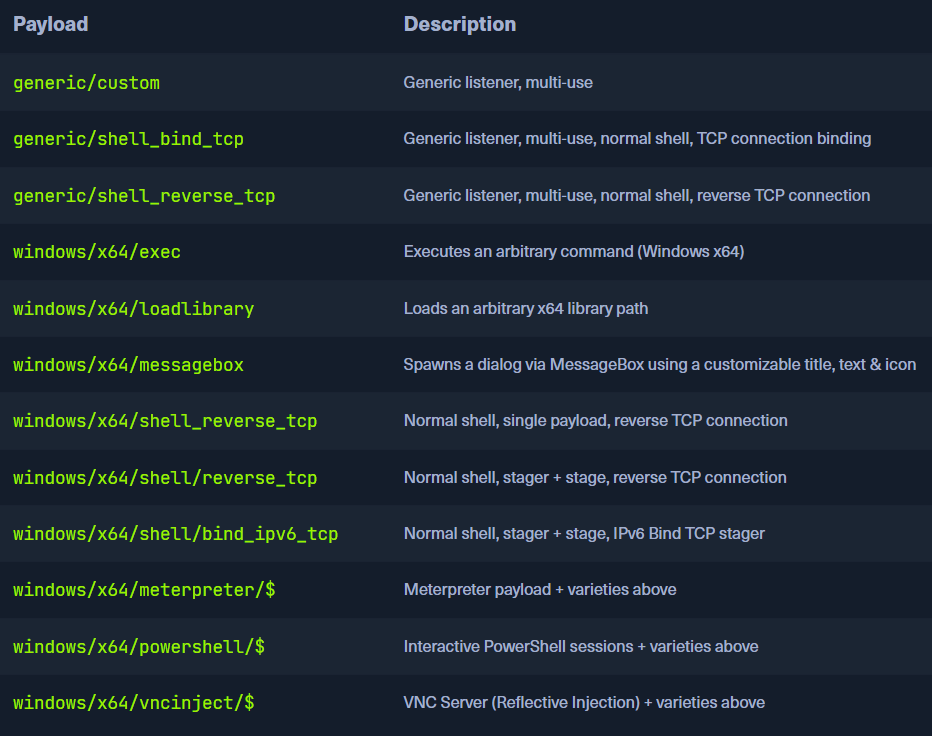 Payload Description
generic/custom Generic listener, multi-use
generic/shell_bind_tcp Generic listener, multi-use, normal shell, TCP connection binding
generic/shell_reverse_tcp Generic listener, multi-use, normal shell, reverse TCP connection
windows/x64/exec Executes an arbitrary command (Windows x64)
windows/x64/loadlibrary Loads an arbitrary x64 library path
windows/x64/messagebox Spawns a dialog via MessageBox using a customizable title, text & icon
windows/x64/shell_reverse_tcp Normal shell, single payload, reverse TCP connection
windows/x64/shell/reverse_tcp Normal shell, stager + stage, reverse TCP connection
windows/x64/shell/bind_ipv6_tcp Normal shell, stager + stage, IPv6 Bind TCP stager
windows/x64/meterpreter/$ Meterpreter payload + varieties above
windows/x64/powershell/$ Interactive PowerShell sessions + varieties above
windows/x64/vncinject/$ VNC Server (Reflective Injection) + varieties above